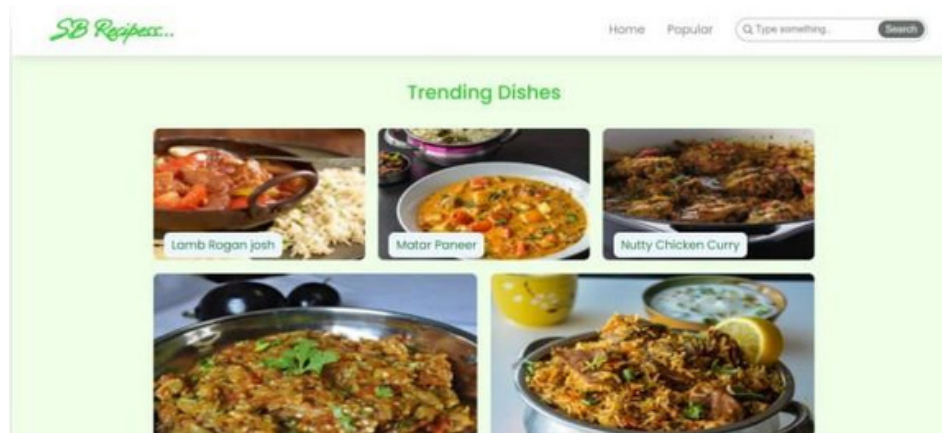 SB Recipess...
Home Popular Type something... Search
Trending Dishes
Lamb Rogan josh Matar Paneer Nutty Chicken Curry